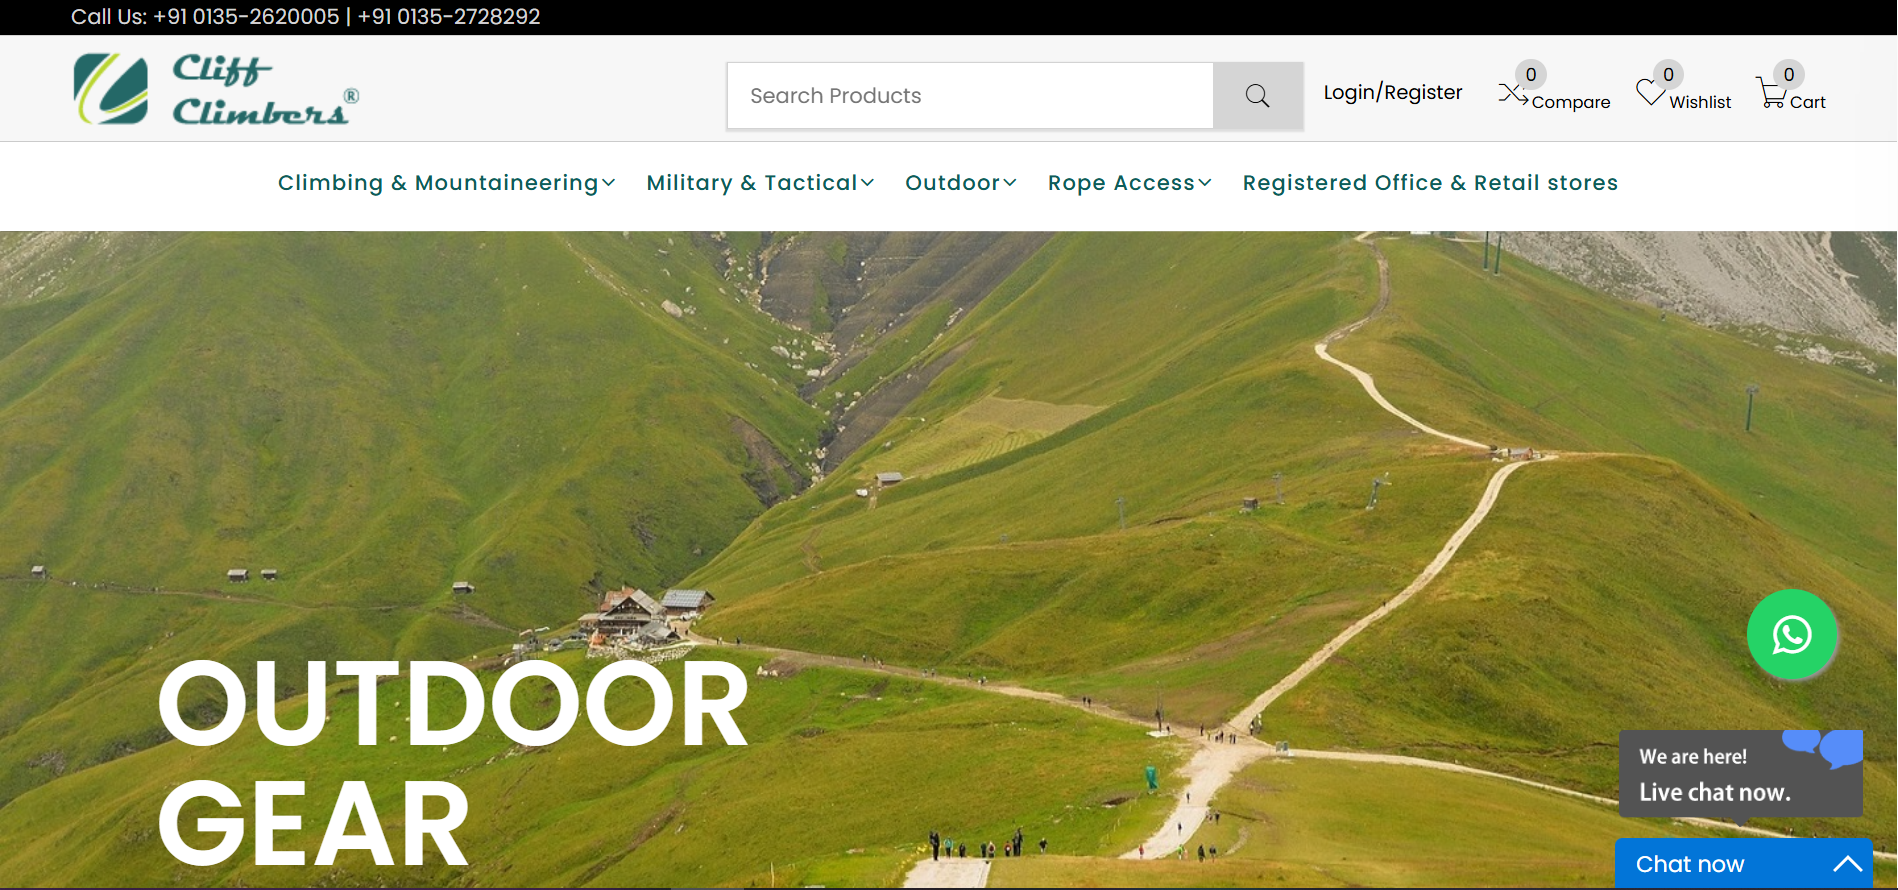 Call Us: +91 0135-2620005 | +91 0135-2728292
Cliff
Climbers®
Search Products
Login/Register
0
Compare
0
Wishlist
0
Cart
Climbing & Mountaineering
Military & Tactical
Outdoor
Rope Access
Registered Office & Retail stores
OUTDOOR
GEAR
We are here!
Live chat now.
Chat now